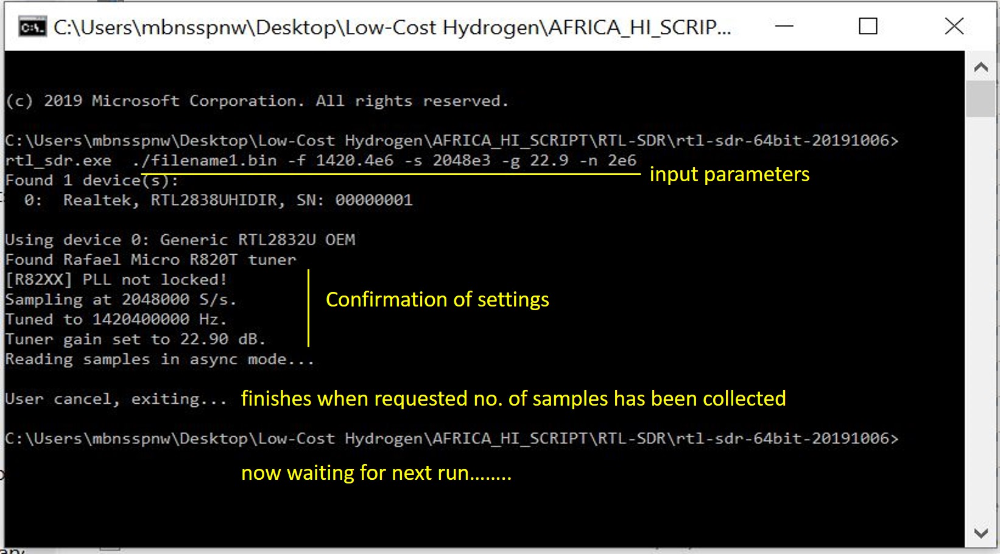 C:\Users\mbnsspnw\Desktop\Low-Cost Hydrogen\AFRICA_HI_SCRIP...
(c) 2019 Microsoft Corporation. All rights reserved.
C:\Users\mbnsspnw\Desktop\Low-Cost Hydrogen\AFRICA_HI_SCRIPT\RTL-SDR\rtl-sdr-64bit-20191006>
rtl_sdr.exe  ./filename1.bin -f 1420.4e6 -s 2048e3 -g 22.9 -n 2e6
input parameters
Found 1 device(s):
0:  Realtek, RTL2838UHIDIR, SN: 00000001
Using device 0: Generic RTL2832U OEM
Found Rafael Micro R820T tuner
[R82XX] PLL not locked!
Sampling at 2048000 S/s.
Confirmation of settings
Tuned to 1420400000 Hz.
Tuner gain set to 22.90 dB.
Reading samples in async mode...
User cancel, exiting... finishes when requested no. of samples has been collected
C:\Users\mbnsspnw\Desktop\Low-Cost Hydrogen\AFRICA_HI_SCRIPT\RTL-SDR\rtl-sdr-64bit-20191006>
now waiting for next run........